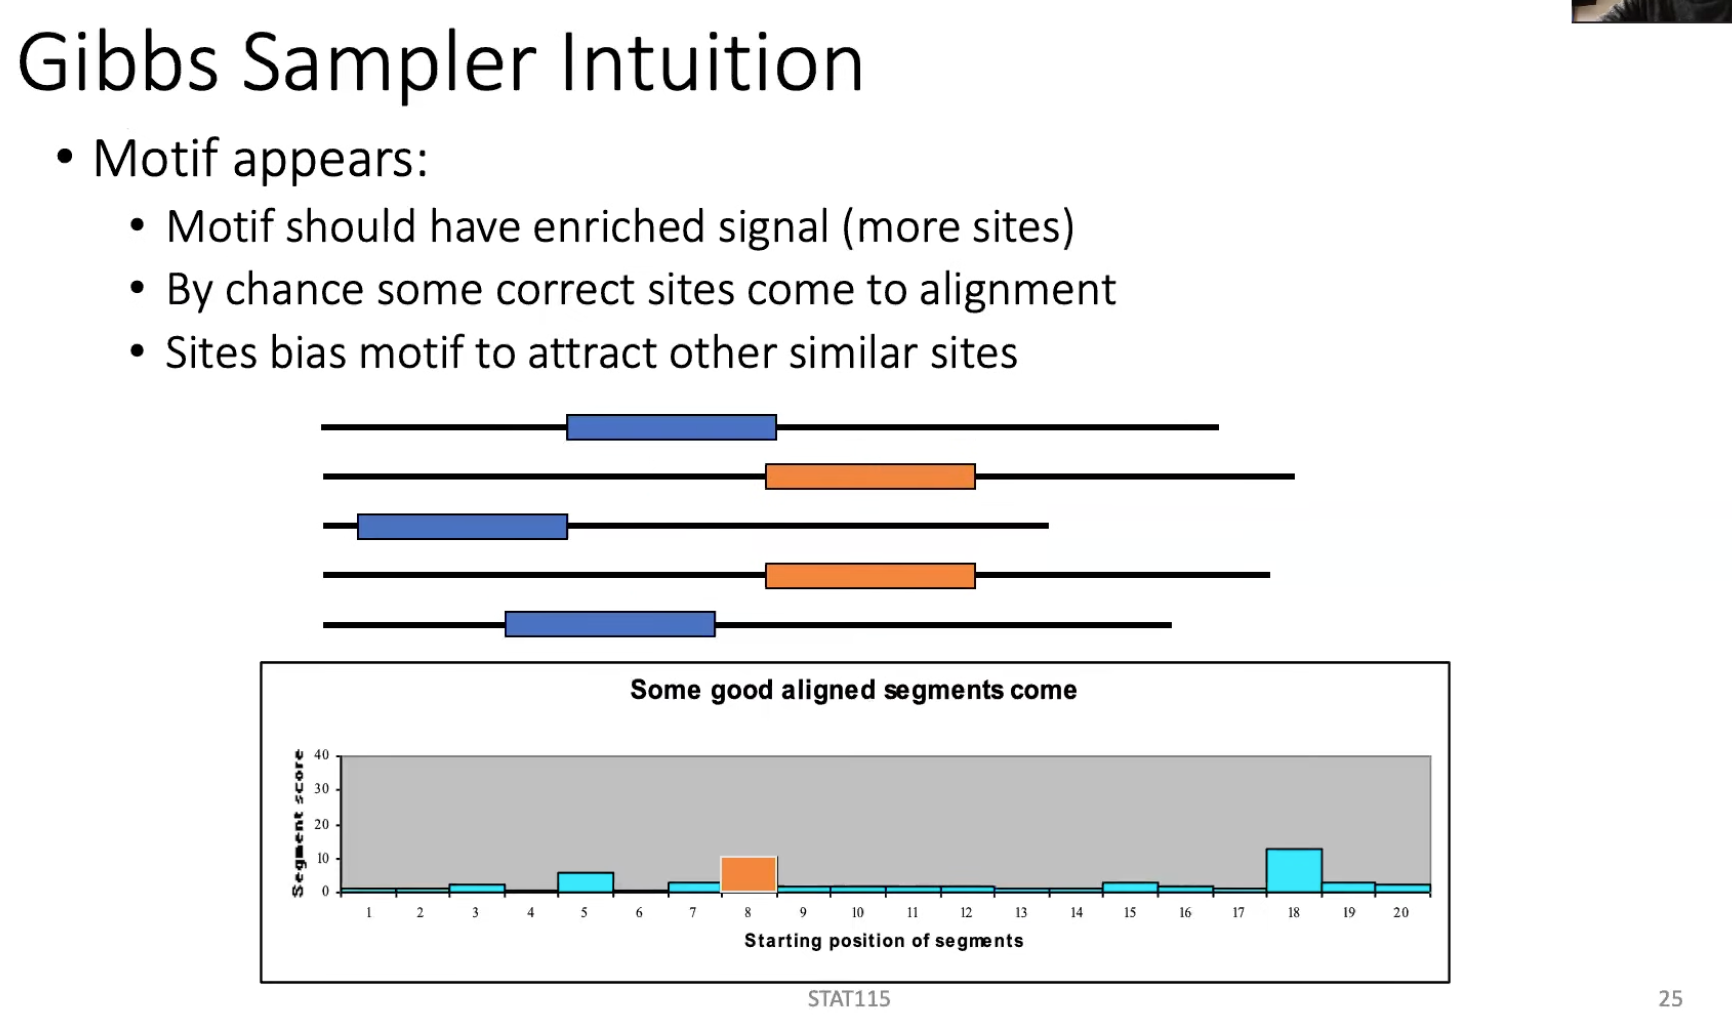 Gibbs Sampler Intuition
• Motif appears:
• Motif should have enriched signal (more sites)
• By chance some correct sites come to alignment
• Sites bias motif to attract other similar sites
Some good aligned segments come
Segment score
40
30
20
10
0
1 2 3 4 5 6 7 8 9 10 11 12 13 14 15 16 17 18 19 20
Starting position of segments
STAT115 25